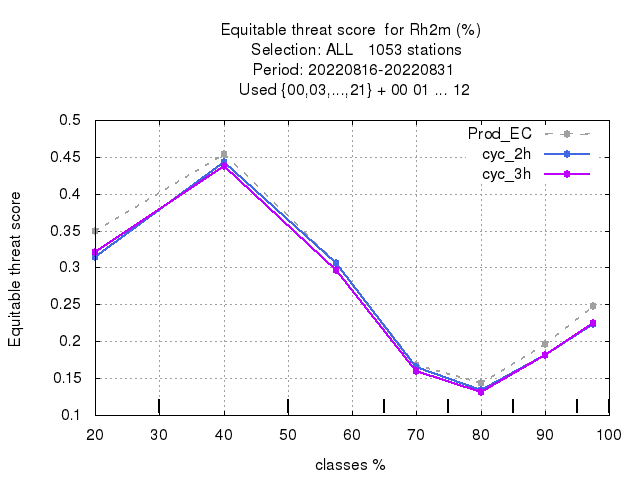 Equitable threat score  for Rh2m (%)
Selection: ALL   1053 stations
Period: 20220816-20220831
Used {00,03,...,21} + 00 01 ... 12
Prod_EC
cyc_2h
cyc_3h
Equitable threat score
0.5
0.45
0.4
0.35
0.3
0.25
0.2
0.15
0.1
20 30 40 50 60 70 80 90 100
classes %